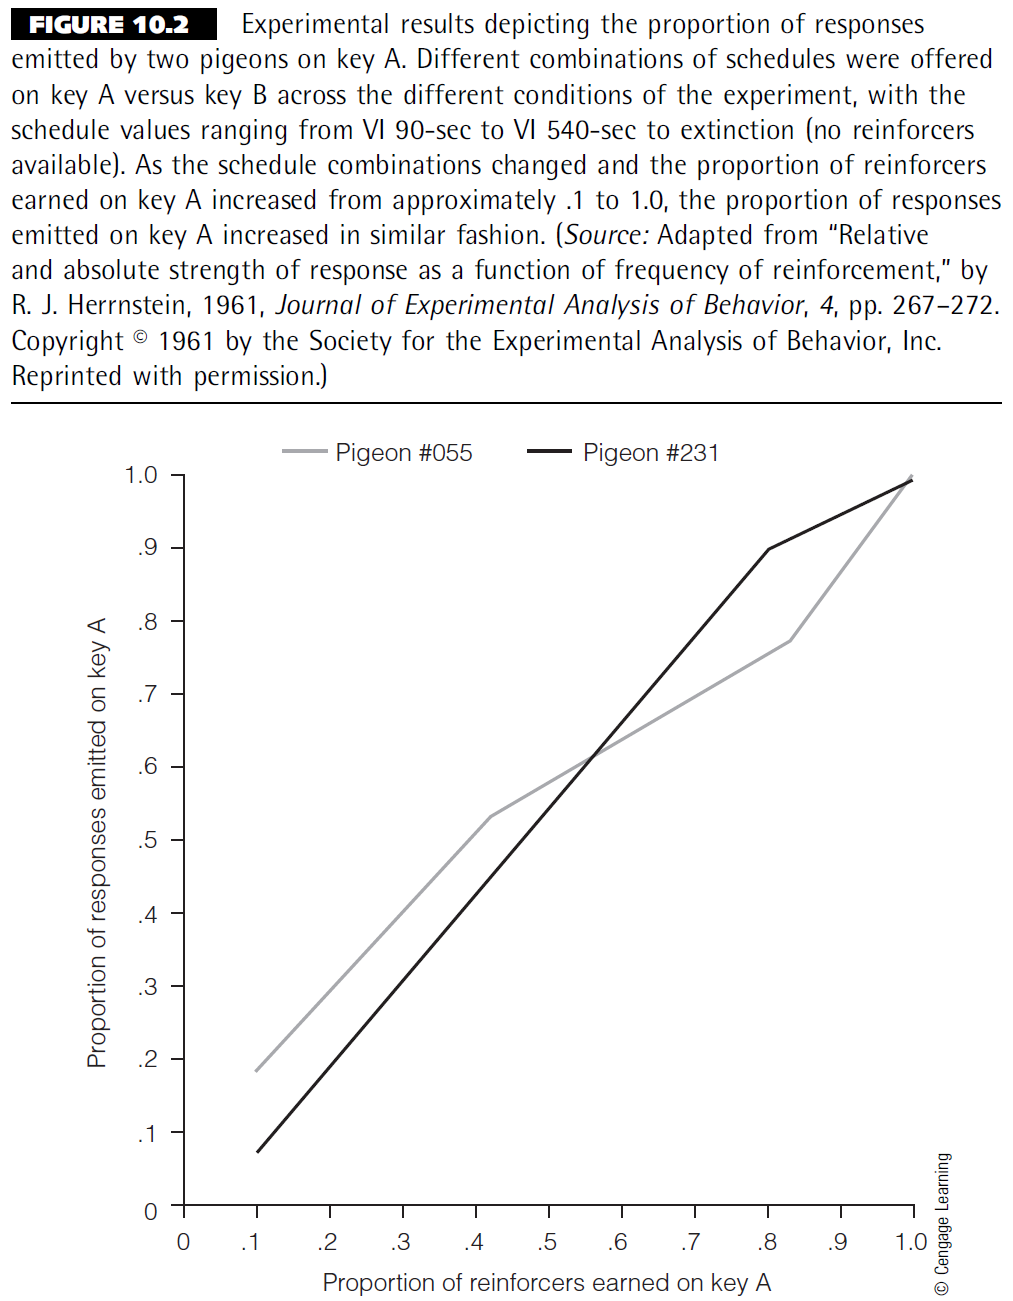 FIGURE 10.2 Experimental results depicting the proportion of responses
emitted by two pigeons on key A. Different combinations of schedules were offered
on key A versus key B across the different conditions of the experiment, with the
schedule values ranging from VI 90-sec to VI 540-sec to extinction (no reinforcers
available). As the schedule combinations changed and the proportion of reinforcers
earned on key A increased from approximately .1 to 1.0, the proportion of responses
emitted on key A increased in similar fashion. (Source: Adapted from “Relative
and absolute strength of response as a function of frequency of reinforcement,” by
R. J. Herrnstein, 1961, Journal of Experimental Analysis of Behavior, 4, pp. 267–272.
Copyright © 1961 by the Society for the Experimental Analysis of Behavior, Inc.
Reprinted with permission.)
Pigeon #055 Pigeon #231
1.0
.9
.8
.7
.6
.5
.4
.3
.2
.1
0
Proportion of responses emitted on key A
0 .1 .2 .3 .4 .5 .6 .7 .8 .9 1.0
Proportion of reinforcers earned on key A
© Cengage Learning